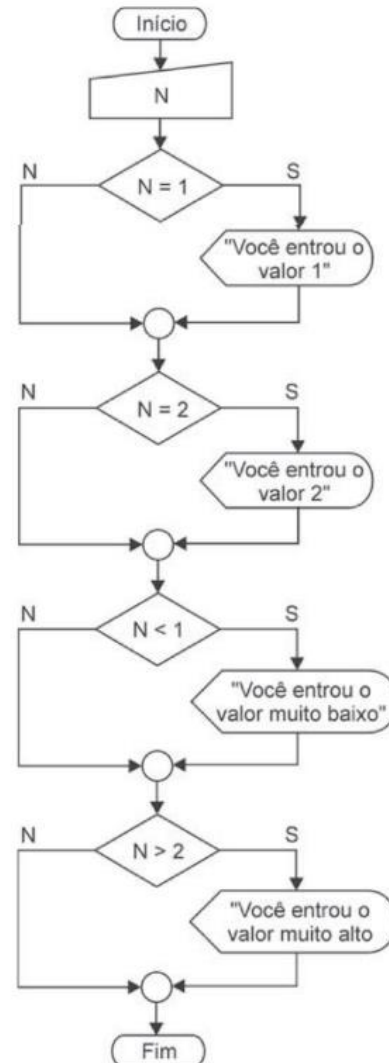 Início
N
N
N = 1
S
"Você entrou o
valor 1"
N
N = 2
S
"Você entrou o
valor 2"
N
N < 1
S
"Você entrou o
valor muito baixo"
N
N > 2
S
"Você entrou o
valor muito alto
Fim